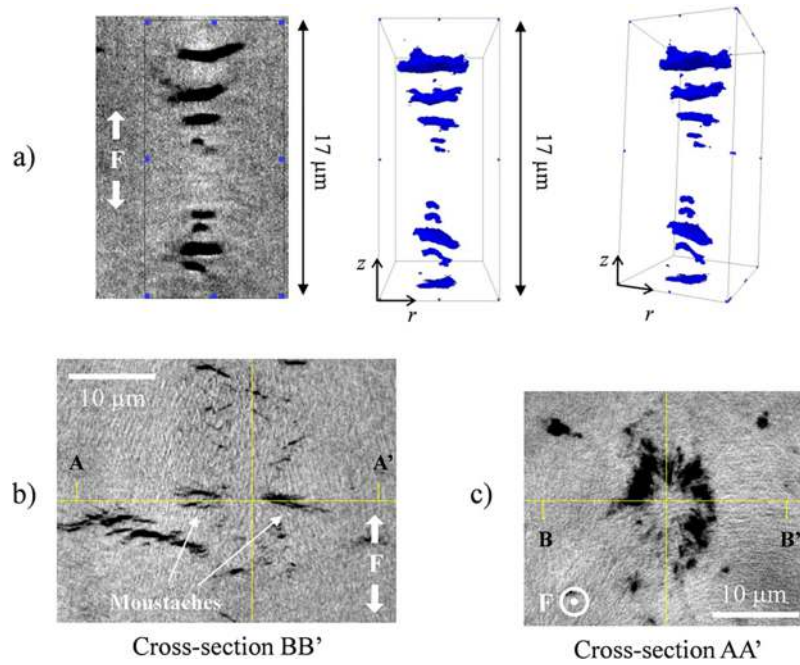 a)
F
17 μm
z
r
17 μm
z
r
b)
10 μm
A
A'
F
Moustaches
Cross-section BB'
c)
B
B'
F
10 μm
Cross-section AA'